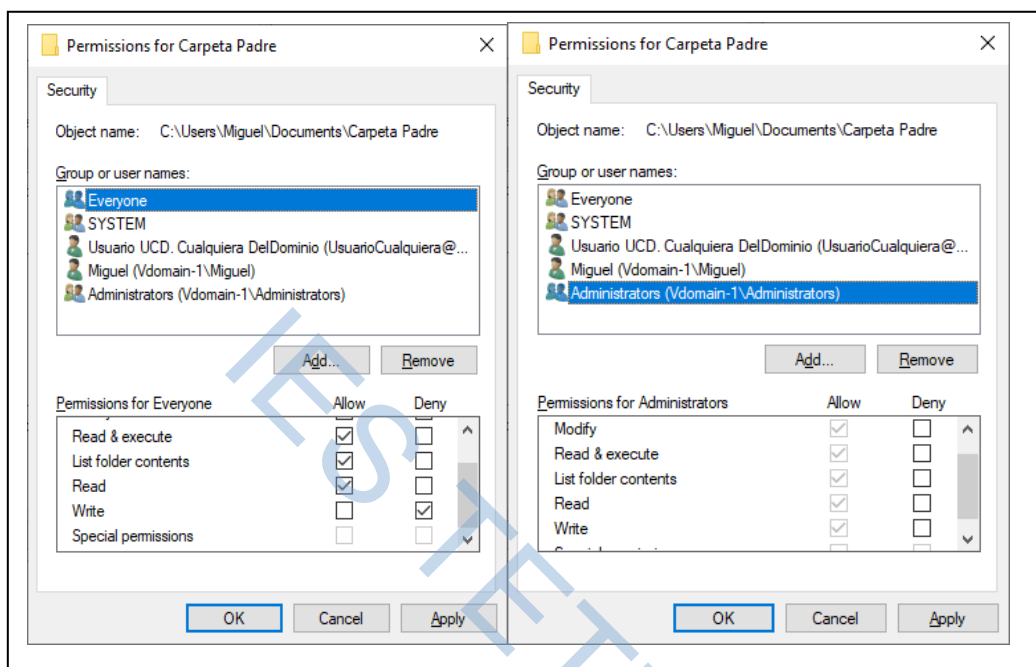 Permissions for Carpeta Padre
Security
Object name: C:\Users\Miguel\Documents\Carpeta Padre
Group or user names:
Everyone
SYSTEM
Usuario UCD. Cualquiera DelDominio (UsuarioCualquiera@...
Miguel (Vdomain-1\Miguel)
Administrators (Vdomain-1\Administrators)
Add... Remove
Permissions for Everyone Allow Deny
Read & execute
List folder contents
Read
Write
Special permissions
OK Cancel Apply
Permissions for Carpeta Padre
Security
Object name: C:\Users\Miguel\Documents\Carpeta Padre
Group or user names:
Everyone
SYSTEM
Usuario UCD. Cualquiera DelDominio (UsuarioCualquiera@...
Miguel (Vdomain-1\Miguel)
Administrators (Vdomain-1\Administrators)
Add... Remove
Permissions for Administrators Allow Deny
Modify
Read & execute
List folder contents
Read
Write
OK Cancel Apply
IES TET